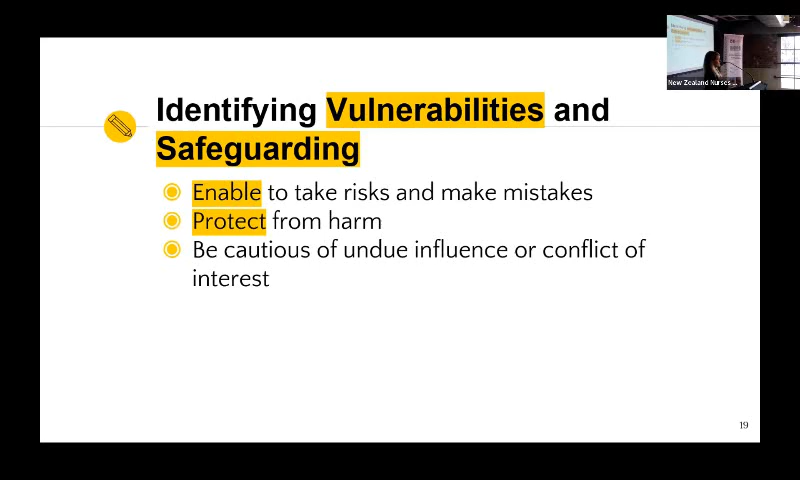 Identifying Vulnerabilities and
Safeguarding
Enable to take risks and make mistakes
Protect from harm
Be cautious of undue influence or conflict of
interest
19
New Zealand Nurses ...